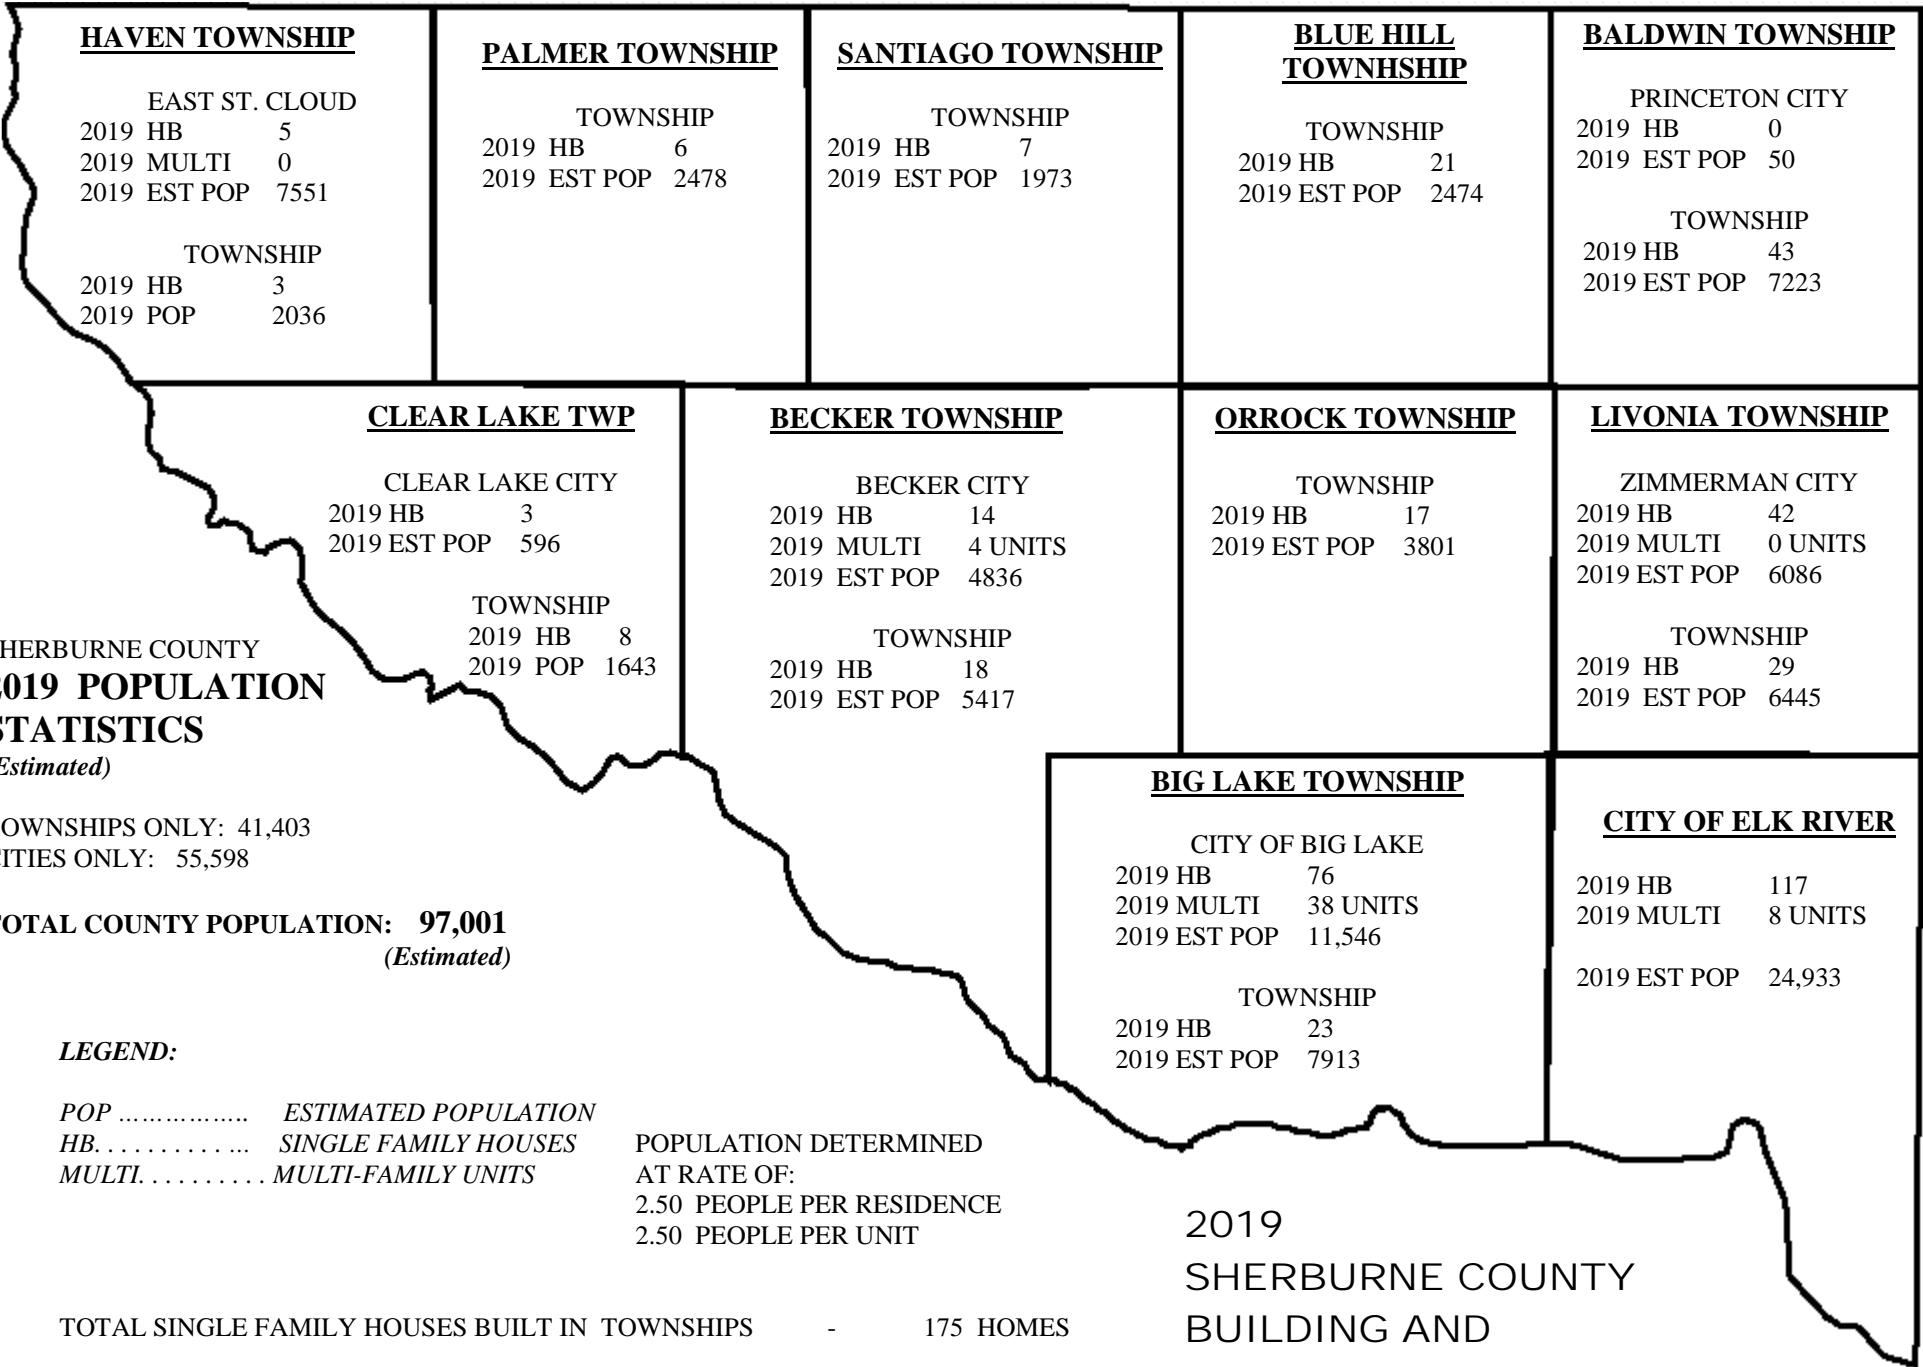 HAVEN TOWNSHIP
EAST ST. CLOUD
2019 HB 5
2019 MULTI 0
2019 EST POP 7551
TOWNSHIP
2019 HB 3
2019 POP 2036
PALMER TOWNSHIP
TOWNSHIP
2019 HB 6
2019 EST POP 2478
SANTIAGO TOWNSHIP
TOWNSHIP
2019 HB 7
2019 EST POP 1973
BLUE HILL
TOWNHSHIP
TOWNSHIP
2019 HB 21
2019 EST POP 2474
BALDWIN TOWNSHIP
PRINCETON CITY
2019 HB 0
2019 EST POP 50
TOWNSHIP
2019 HB 43
2019 EST POP 7223
CLEAR LAKE TWP
CLEAR LAKE CITY
2019 HB 3
2019 EST POP 596
TOWNSHIP
2019 HB 8
2019 POP 1643
BECKER TOWNSHIP
BECKER CITY
2019 HB 14
2019 MULTI 4 UNITS
2019 EST POP 4836
TOWNSHIP
2019 HB 18
2019 EST POP 5417
ORROCK TOWNSHIP
TOWNSHIP
2019 HB 17
2019 EST POP 3801
LIVONIA TOWNSHIP
ZIMMERMAN CITY
2019 HB 42
2019 MULTI 0 UNITS
2019 EST POP 6086
TOWNSHIP
2019 HB 29
2019 EST POP 6445
HERBURNE COUNTY
2019 POPULATION
STATISTICS
Estimated)
OWNSHIPS ONLY: 41,403
CITIES ONLY: 55,598
TOTAL COUNTY POPULATION: 97,001
(Estimated)
BIG LAKE TOWNSHIP
CITY OF BIG LAKE
2019 HB 76
2019 MULTI 38 UNITS
2019 EST POP 11,546
TOWNSHIP
2019 HB 23
2019 EST POP 7913
CITY OF ELK RIVER
2019 HB 117
2019 MULTI 8 UNITS
2019 EST POP 24,933
LEGEND:
POP …………….. ESTIMATED POPULATION
HB. . . . . . . . . . ... SINGLE FAMILY HOUSES
MULTI. . . . . . . . . . MULTI-FAMILY UNITS
POPULATION DETERMINED
AT RATE OF:
2.50 PEOPLE PER RESIDENCE
2.50 PEOPLE PER UNIT
TOTAL SINGLE FAMILY HOUSES BUILT IN TOWNSHIPS - 175 HOMES
2019
SHERBURNE COUNTY
BUILDING AND